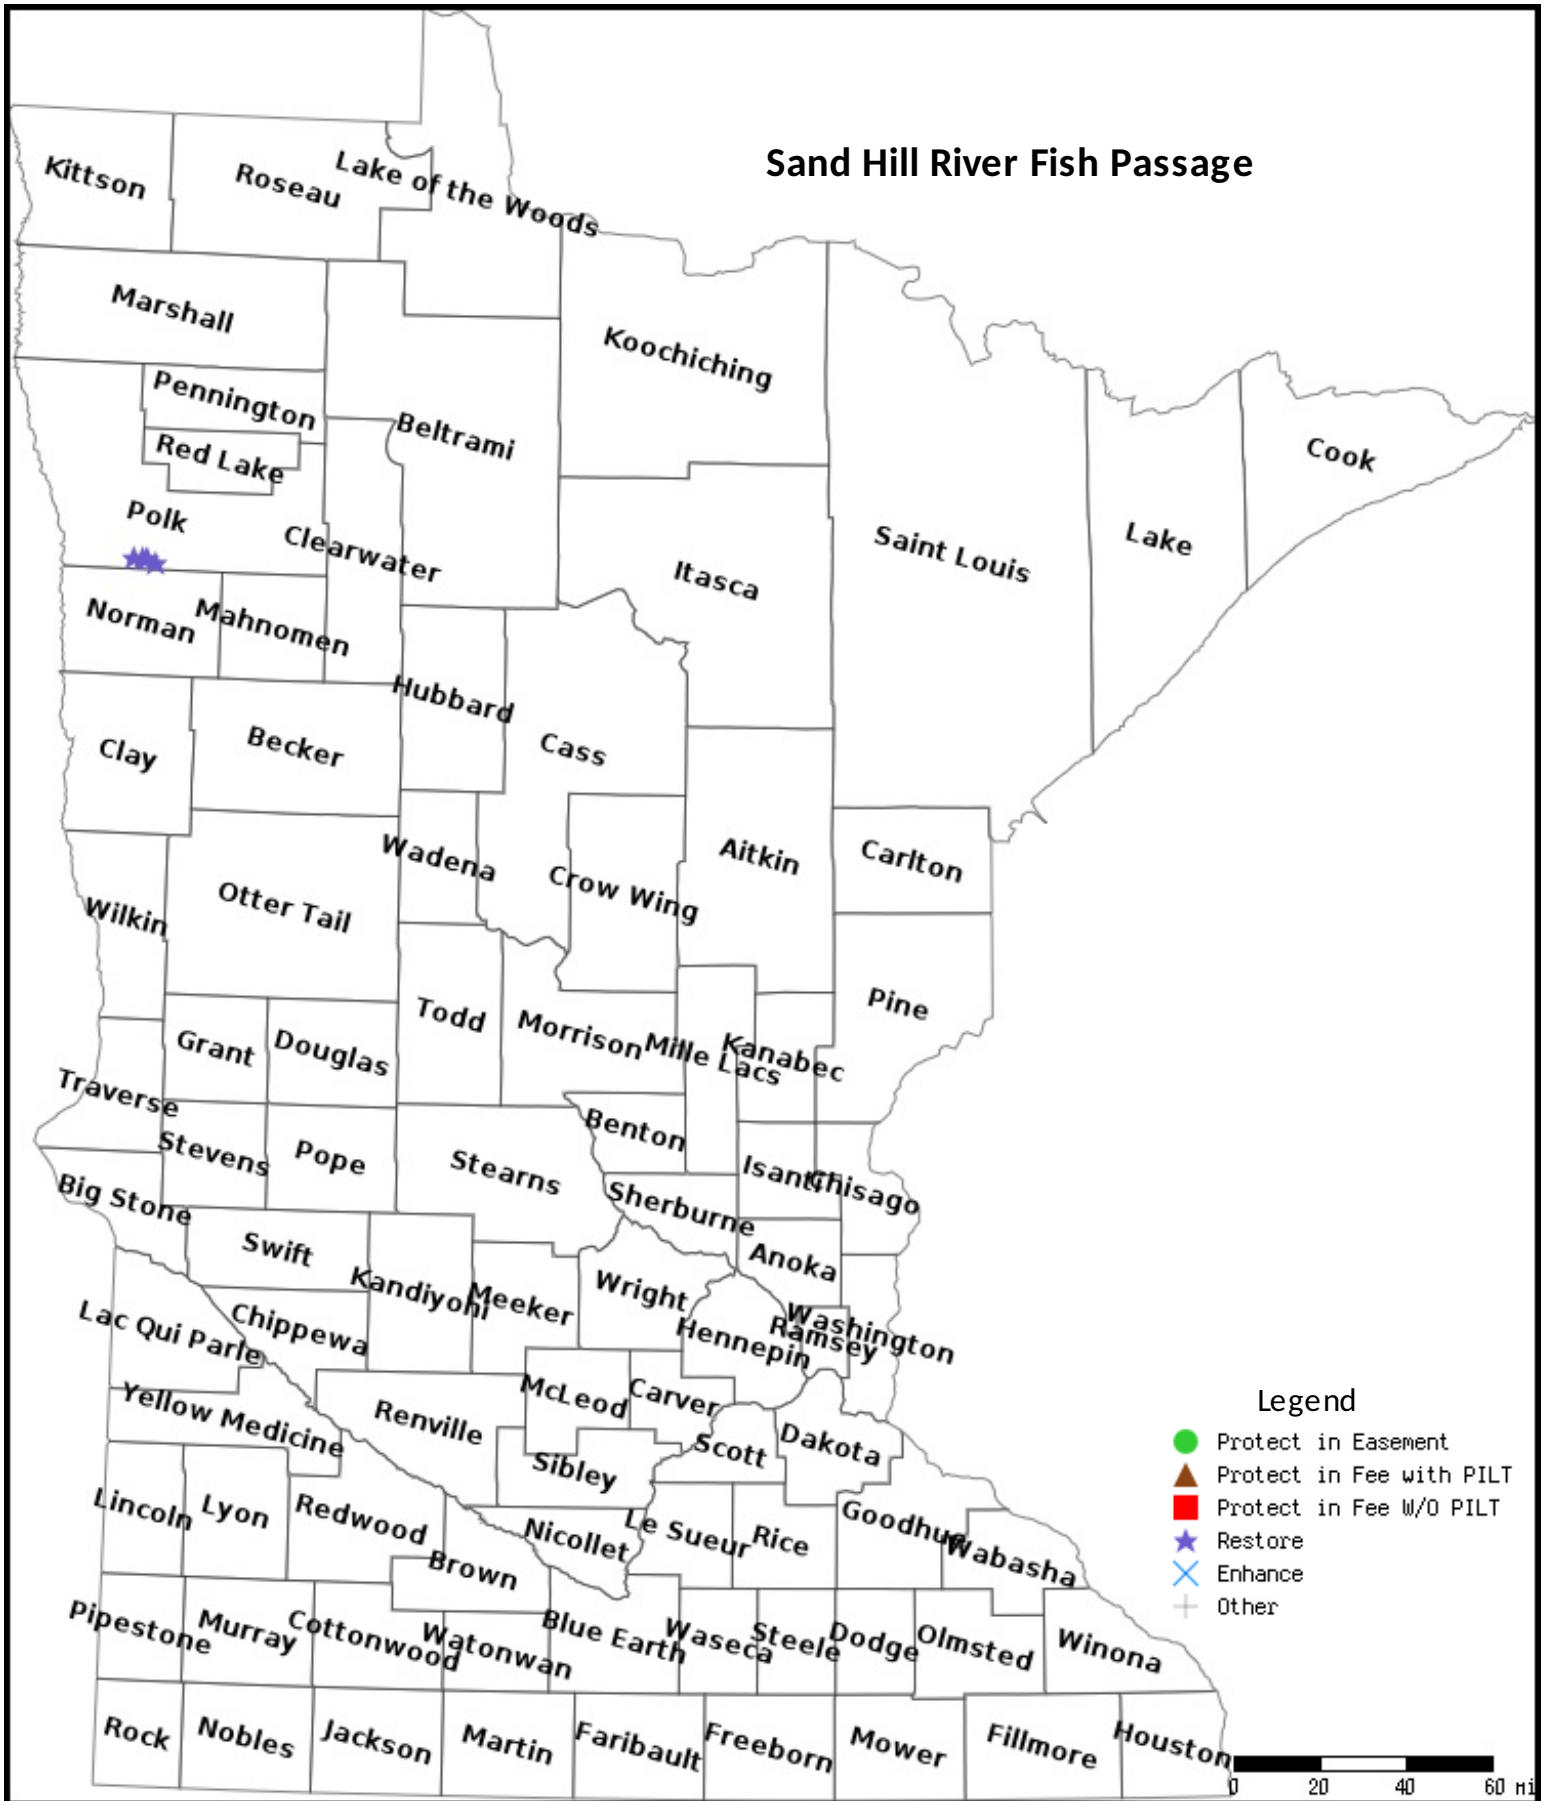 Sand Hill River Fish Passage
Kittson
Roseau
Lake of the Woods
Marshall
Koochiching
Pennington
Beltrami
Red Lake
Cook
Polk
Clearwater
Saint Louis
Lake
Itasca
Norman
Mahnomen
Hubbard
Cass
Clay
Becker
Wadena
Aitkin
Carlton
Crow Wing
Wilkin
Otter Tail
Pine
Todd
Morrison
Mille Lacs
Kanabec
Grant
Douglas
Traverse
Benton
Stevens
Pope
Stearns
Isanti
Chisago
Big Stone
Sherburne
Swift
Anoka
Kandiyohi
Meeker
Wright
Washington
Ramsey
Hennepin
Lac Qui Parle
Chippewa
McLeod
Carver
Yellow Medicine
Renville
Scott
Dakota
Sibley
Legend
Protect in Easement
Protect in Fee with PILT
Protect in Fee W/O PILT
Restore
Enhance
Other
Lincoln
Lyon
Redwood
Nicollet
Le Sueur
Rice
Goodhue
Wabasha
Brown
Pipestone
Murray
Cottonwood
Watonwan
Blue Earth
Waseca
Steele
Dodge
Olmsted
Winona
Rock
Nobles
Jackson
Martin
Faribault
Freeborn
Mower
Fillmore
Houston
0 20 40 60 mi